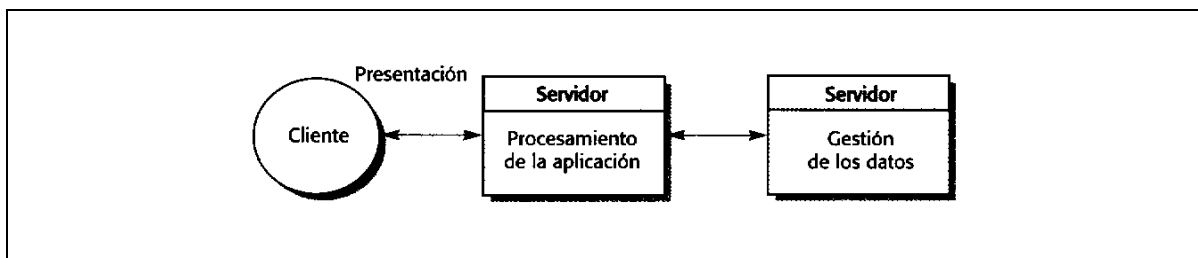 Presentación
Cliente
Servidor
Procesamiento
de la aplicación
Servidor
Gestión
de los datos